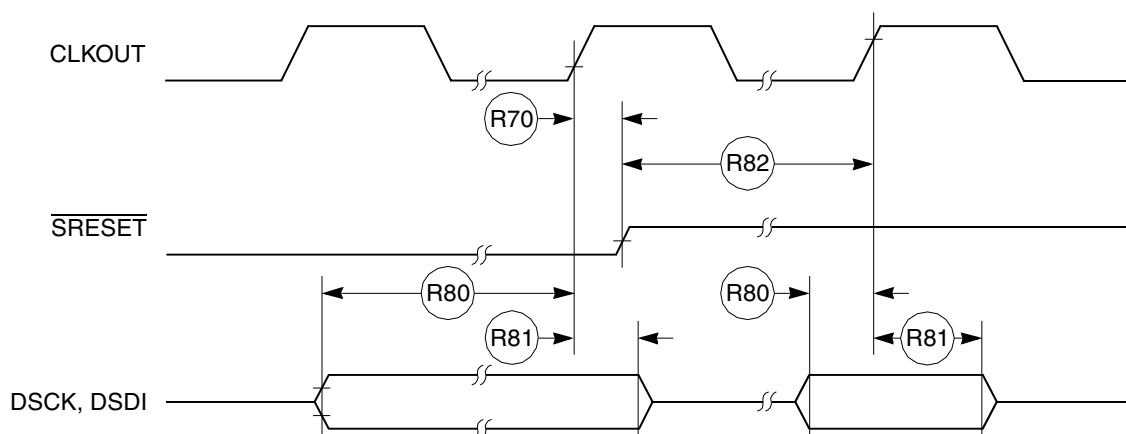 CLKOUT
R70
R82
SRESET
R80
R80
R81
R81
DSCK, DSDI